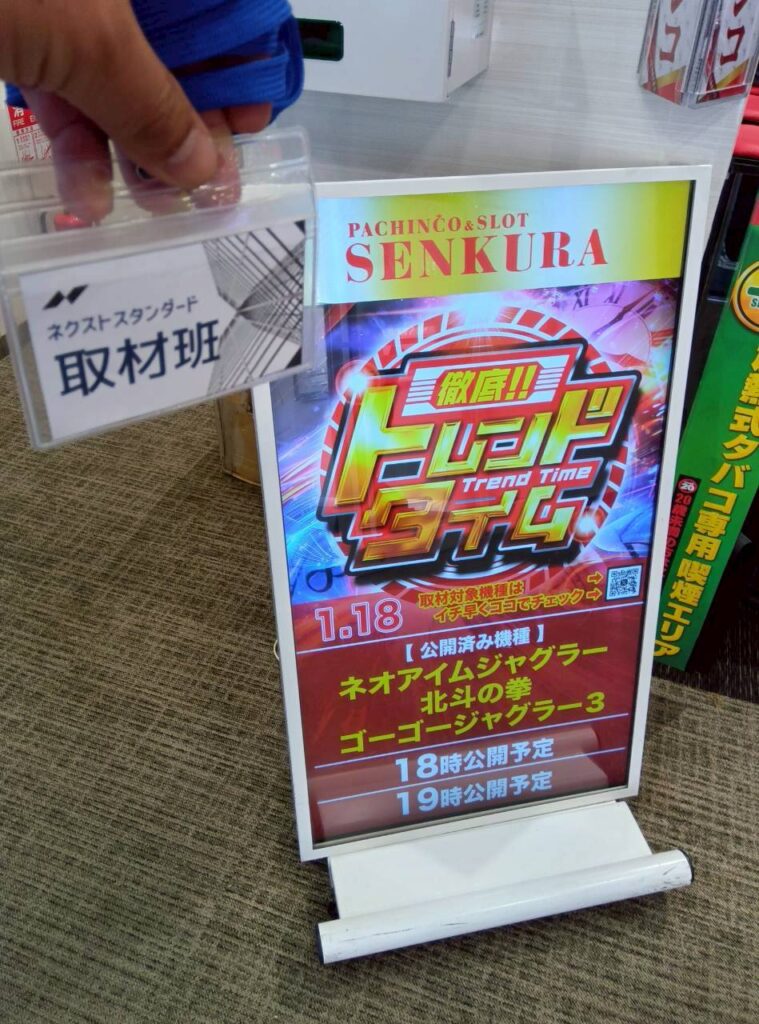 ネクストスタンダード
取材班
PACHINCO&SLOT
SENKURA
徹底!!
トレンド
Trend Time
タイム
1.18
取材対象機種は
イチ早くココでチェック
【 公開済み機種 】
ネオアイムジャグラー
北斗の拳
ゴーゴージャグラー3
18時公開予定
19時公開予定
熱式タバコ専用 喫煙エリア